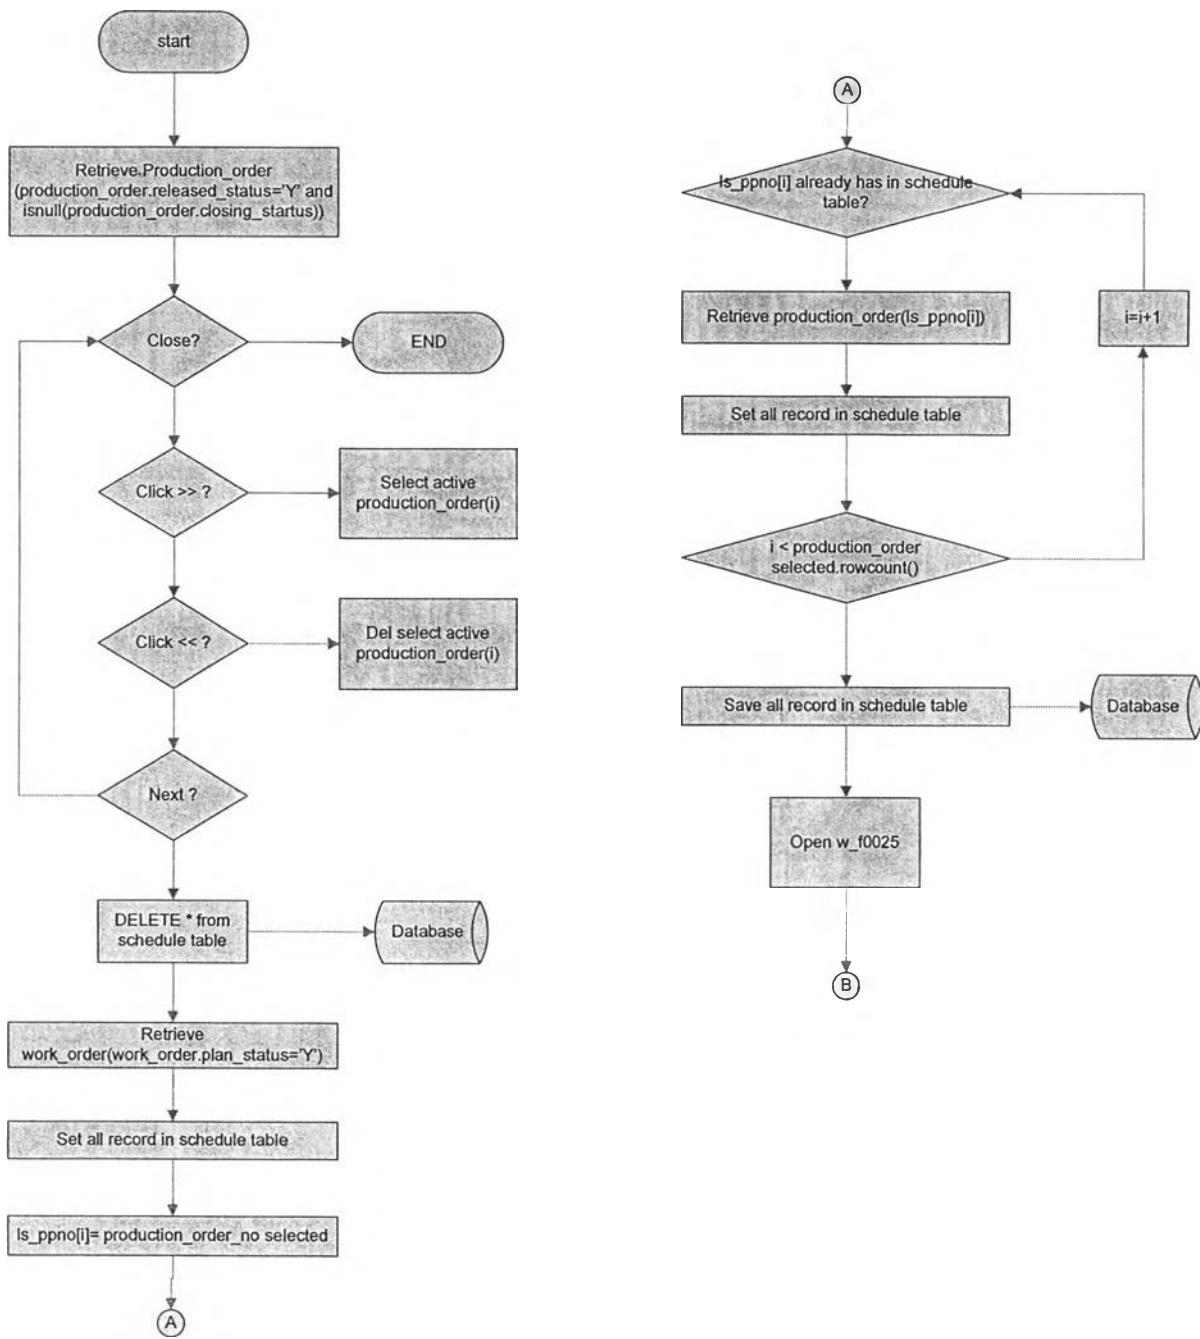 start
Retrieve Production_order
(production_order.released_status='Y' and
isnull(production_order.closing_startus))
Close?
END
Click >> ?
Select active
production_order(i)
Click << ?
Del select active
production_order(i)
Next ?
DELETE * from
schedule table
Database
Retrieve
work_order(work_order.plan_status='Y')
Set all record in schedule table
ls_ppno[i]= production_order_no selected
A
A
ls_ppno[i] already has in schedule
table?
Retrieve production_order(ls_ppno[i])
i=i+1
Set all record in schedule table
i < production_order
selected.rowcount()
Save all record in schedule table
Database
Open w_f0025
B